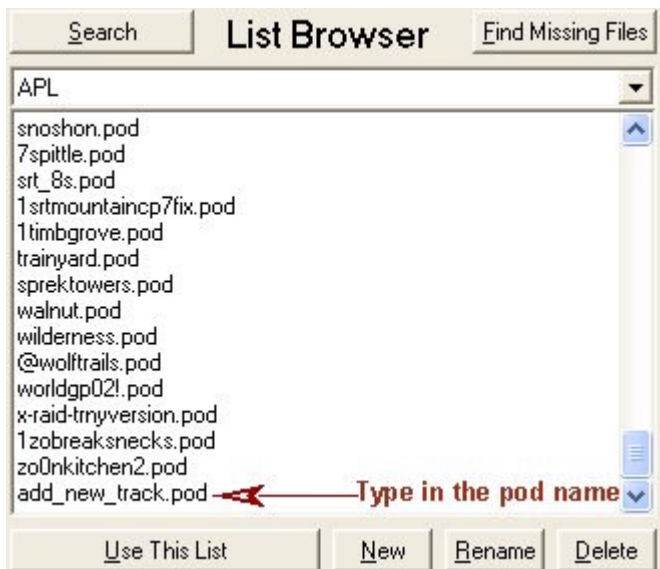 Search List Browser Find Missing Files
APL
snoshon.pod
7spittle.pod
srt_8s.pod
1srtmountaincp7fix.pod
1timbgrove.pod
trainyard.pod
sprektowers.pod
walnut.pod
wilderness.pod
@wolftrails.pod
worldgp02!.pod
x-raid-trnyversion.pod
1zobreaksnecks.pod
zo0nkitchen2.pod
add_new_track.pod Type in the pod name
Use This List New Rename Delete